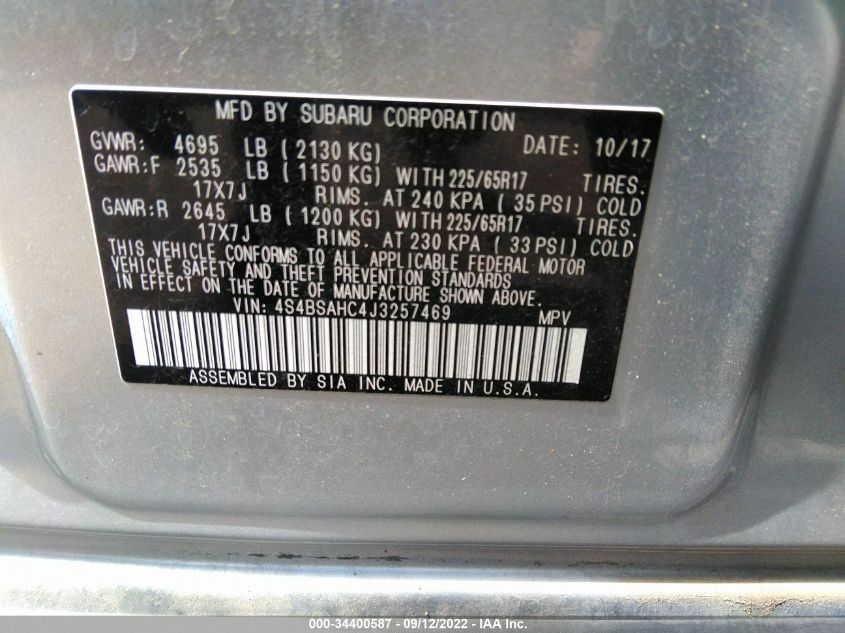 MFD BY SUBARU CORPORATION
GVWR: 4695 LB ( 2130 KG) DATE: 10/17
GAWR:F 2535 LB ( 1150 KG) WITH 225/65R17 TIRES.
17X7J RIMS. AT 240 KPA ( 35 PSI) COLD
GAWR:R 2645 LB ( 1200 KG) WITH 225/65R17 TIRES.
17X7J RIMS. AT 230 KPA ( 33 PSI) COLD
THIS VEHICLE CONFORMS TO ALL APPLICABLE FEDERAL MOTOR
VEHICLE SAFETY AND THEFT PREVENTION STANDARDS
IN EFFECT ON THE DATE OF MANUFACTURE SHOWN ABOVE.
VIN: 4S4BSAHC4J3257469 MPV
ASSEMBLED BY SIA INC. MADE IN U.S.A.
000-34400587 - 09/12/2022 - IAA Inc.